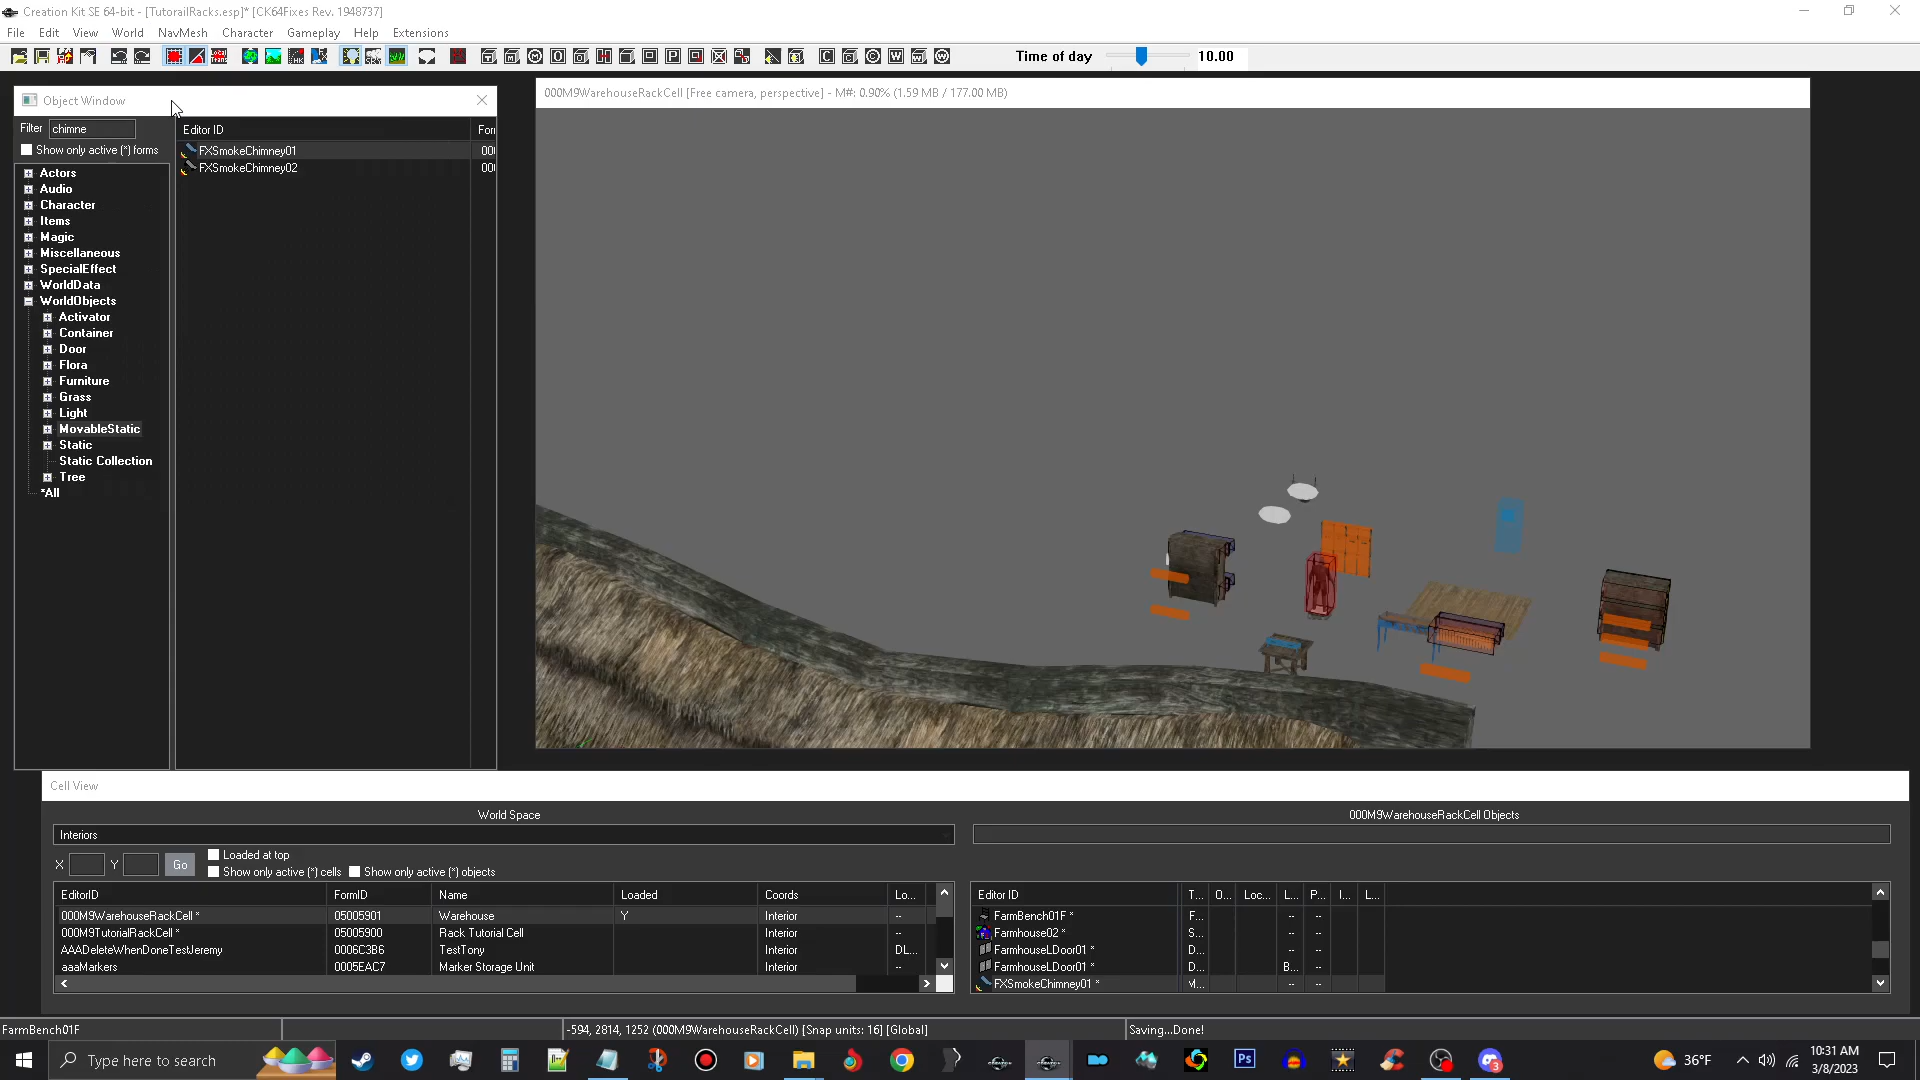 Creation Kit SE 64-bit - [TutorailRacks.esp]* [CK64Fixes Rev. 1948737]
File Edit View World NavMesh Character Gameplay Help Extensions
Time of day 10.00
Object Window
000M9WarehouseRackCell [Free camera, perspective] - M#: 0.90% (1.59 MB / 177.00 MB)
Filter chimne
Show only active (*) forms
Editor ID
FXSmokeChimney01
FXSmokeChimney02
Actors
Audio
Character
Items
Magic
Miscellaneous
SpecialEffect
WorldData
WorldObjects
Activator
Container
Door
Flora
Furniture
Grass
Light
MovableStatic
Static
Static Collection
Tree
*All
Cell View
World Space
000M9WarehouseRackCell Objects
Interiors
X Y Go
Loaded at top
Show only active (*) cells Show only active (*) objects
EditorID FormID Name Loaded Coords Lo...
000M9WarehouseRackCell * 05005901 Warehouse Y Interior --
000M9TutorialRackCell * 05005900 Rack Tutorial Cell Interior --
AAADeleteWhenDoneTestJeremy 0006C3B6 TestTony Interior DL...
aaaMarkers 0005EAC7 Marker Storage Unit Interior --
Editor ID T... O... Loc... L... P... I... L...
FarmBench01F * F... -- --
Farmhouse02 * S... -- --
FarmhouseLDoor01 * D... -- --
FarmhouseLDoor01 * D... B... --
FXSmokeChimney01 * M... -- --
FarmBench01F
-594, 2814, 1252 (000M9WarehouseRackCell) [Snap units: 16] [Global]
Saving...Done!
Type here to search
36°F
10:31 AM
3/8/2023